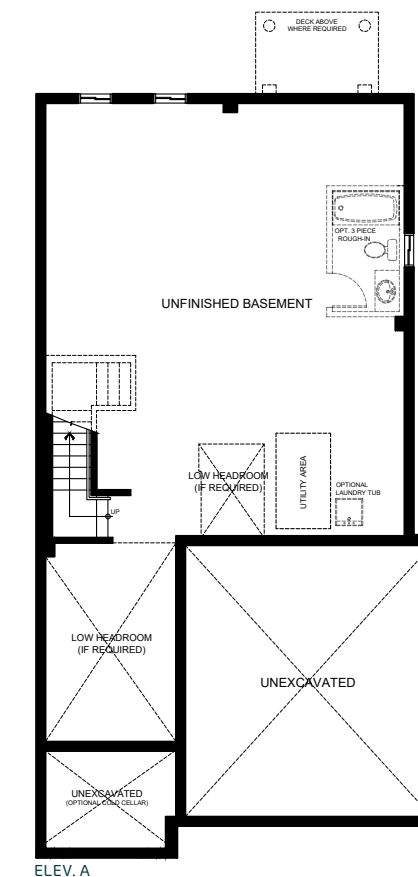 DECK ABOVE
WHERE REQUIRED
OPT. 3 PIECE
ROUGH-IN
UNFINISHED BASEMENT
LOW HEADROOM
(IF REQUIRED)
UTILITY AREA
OPTIONAL
LAUNDRY TUB
UP
LOW HEADROOM
(IF REQUIRED)
UNEXCAVATED
UNEXCAVATED
(OPTIONAL COLD CELLAR)
ELEV. A